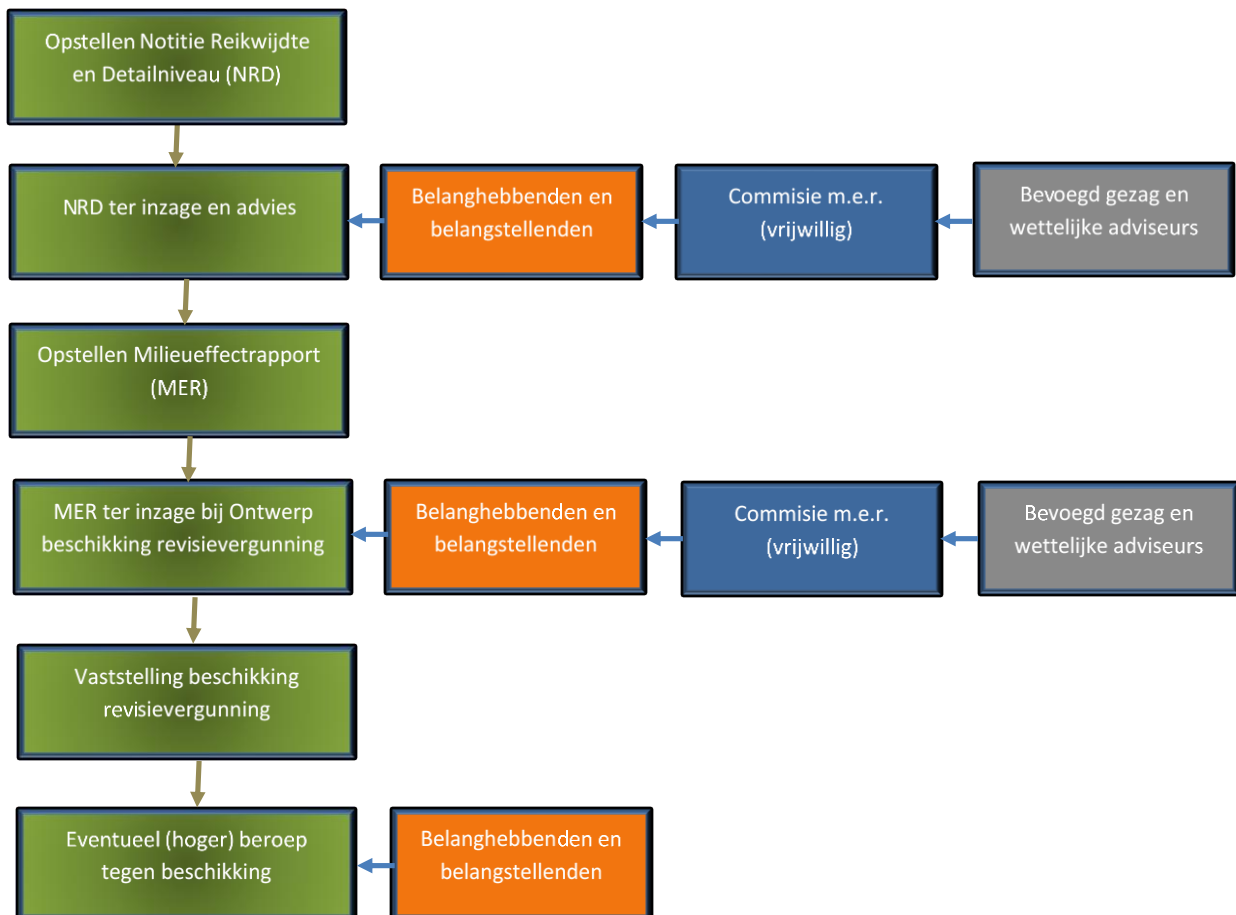 Opstellen Notitie Reikwijdte
en Detailniveau (NRD)
NRD ter inzage en advies
Belanghebbenden en
belangstellenden
Commisie m.e.r.
(vrijwillig)
Bevoegd gezag en
wettelijke adviseurs
Opstellen Milieueffectrapport
(MER)
MER ter inzage bij Ontwerp
beschikking revisievergunning
Belanghebbenden en
belangstellenden
Commisie m.e.r.
(vrijwillig)
Bevoegd gezag en
wettelijke adviseurs
Vaststelling beschikking
revisievergunning
Eventueel (hoger) beroep
tegen beschikking
Belanghebbenden en
belangstellenden